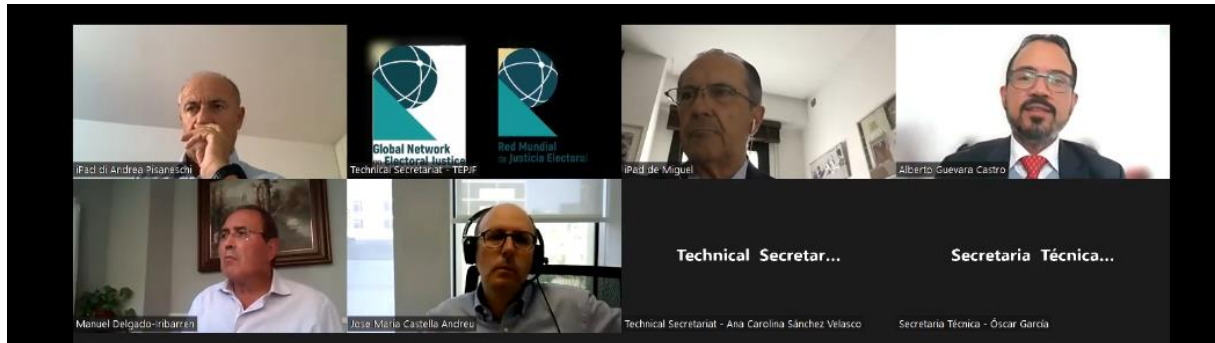 Global Network
on Electoral Justice
Red Mundial
de Justicia Electoral
iPad di Andrea Pisaneschi
Technical Secretariat - TEPJF
iPad de Miguel
Alberto Guevara Castro
Technical Secretar...
Secretaria Técnica...
Manuel Delgado-Iribarren
Jose Maria Castella Andreu
Technical Secretariat - Ana Carolina Sánchez Velasco
Secretaria Técnica - Óscar García